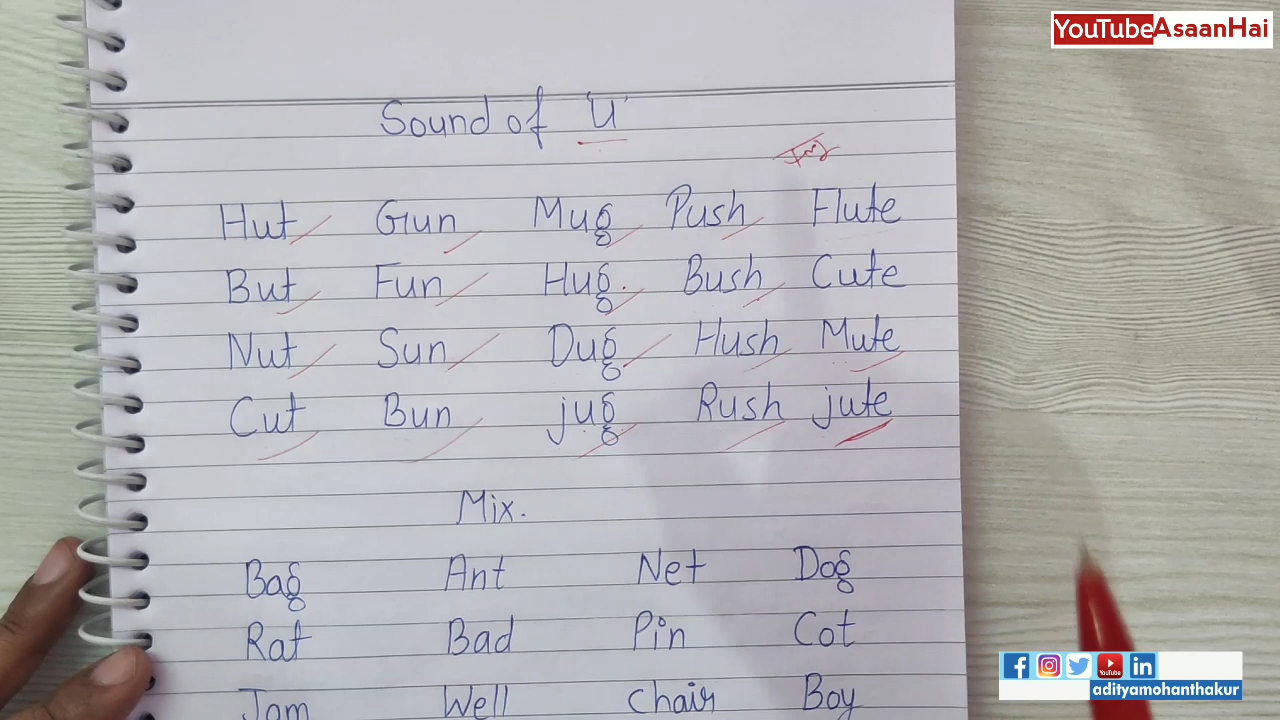 YouTubeAsaanHai
Sound of 'U'
Hut Gun Mug Push Flute
But Fun Hug. Bush Cute
Nut Sun Dug Hush Mute
Cut Bun jug Rush jute
Mix.
Bag Ant Net Dog
Rat Bad Pin Cot
Jam Well chair Boy
YouTube
adityamohanthakur